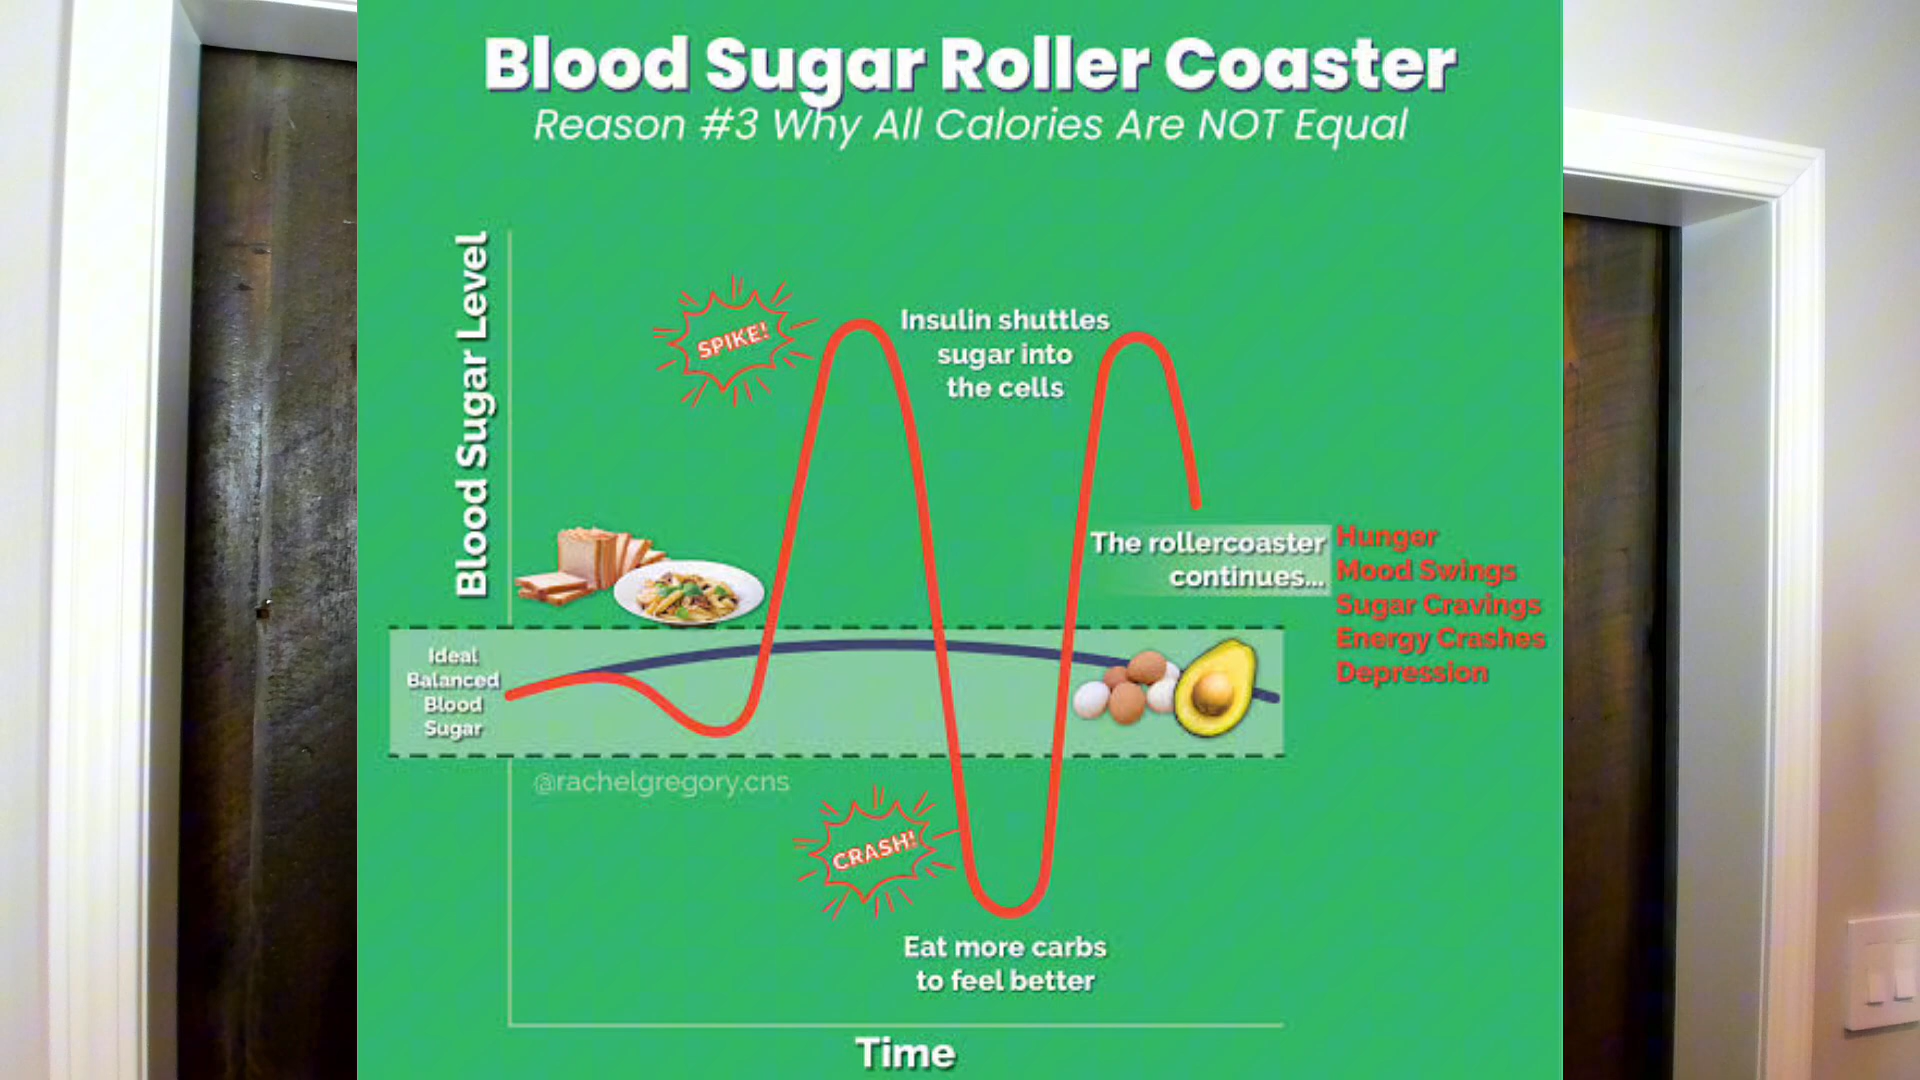 Blood Sugar Roller Coaster
Reason #3 Why All Calories Are NOT Equal
Blood Sugar Level
SPIKE!
Insulin shuttles
sugar into
the cells
The rollercoaster
continues...
Hunger
Mood Swings
Sugar Cravings
Energy Crashes
Depression
Ideal
Balanced
Blood
Sugar
@rachelgregory.cns
CRASH!
Eat more carbs
to feel better
Time